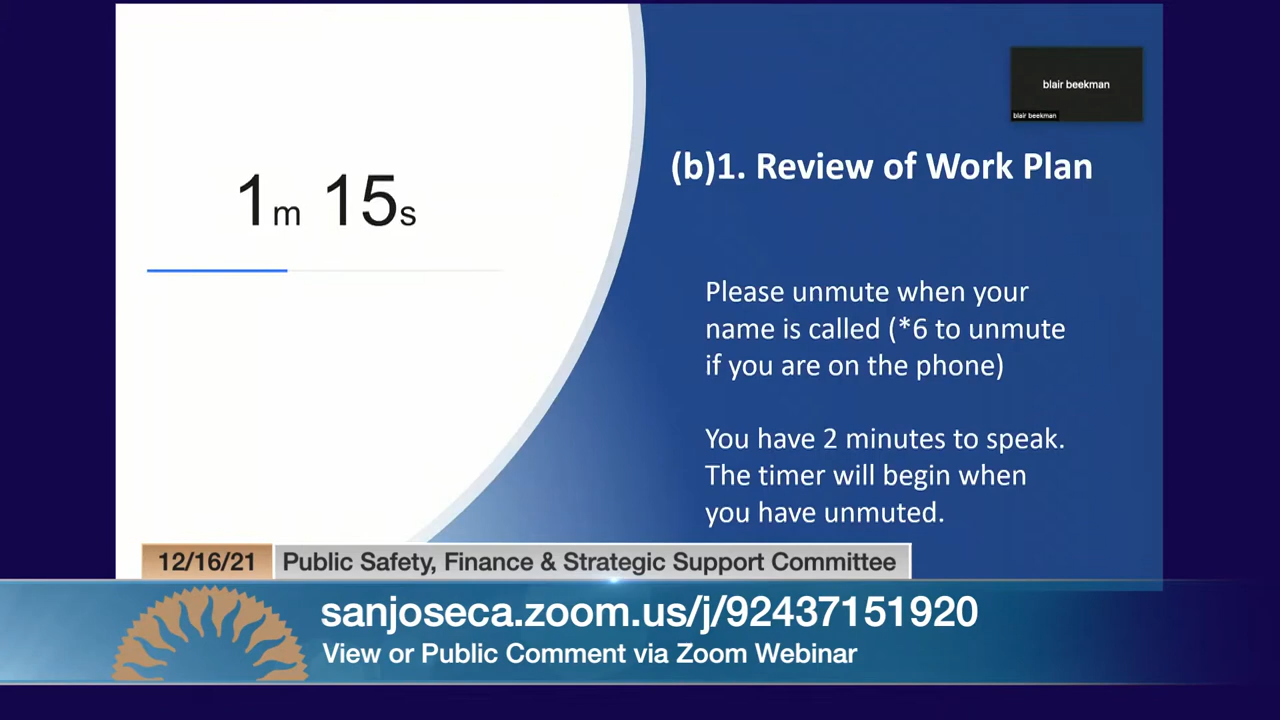 blair beekman
blair beekman
(b)1. Review of Work Plan
1m 15s
Please unmute when your
name is called (*6 to unmute
if you are on the phone)
You have 2 minutes to speak.
The timer will begin when
you have unmuted.
12/16/21 Public Safety, Finance & Strategic Support Committee
sanjoseca.zoom.us/j/92437151920
View or Public Comment via Zoom Webinar